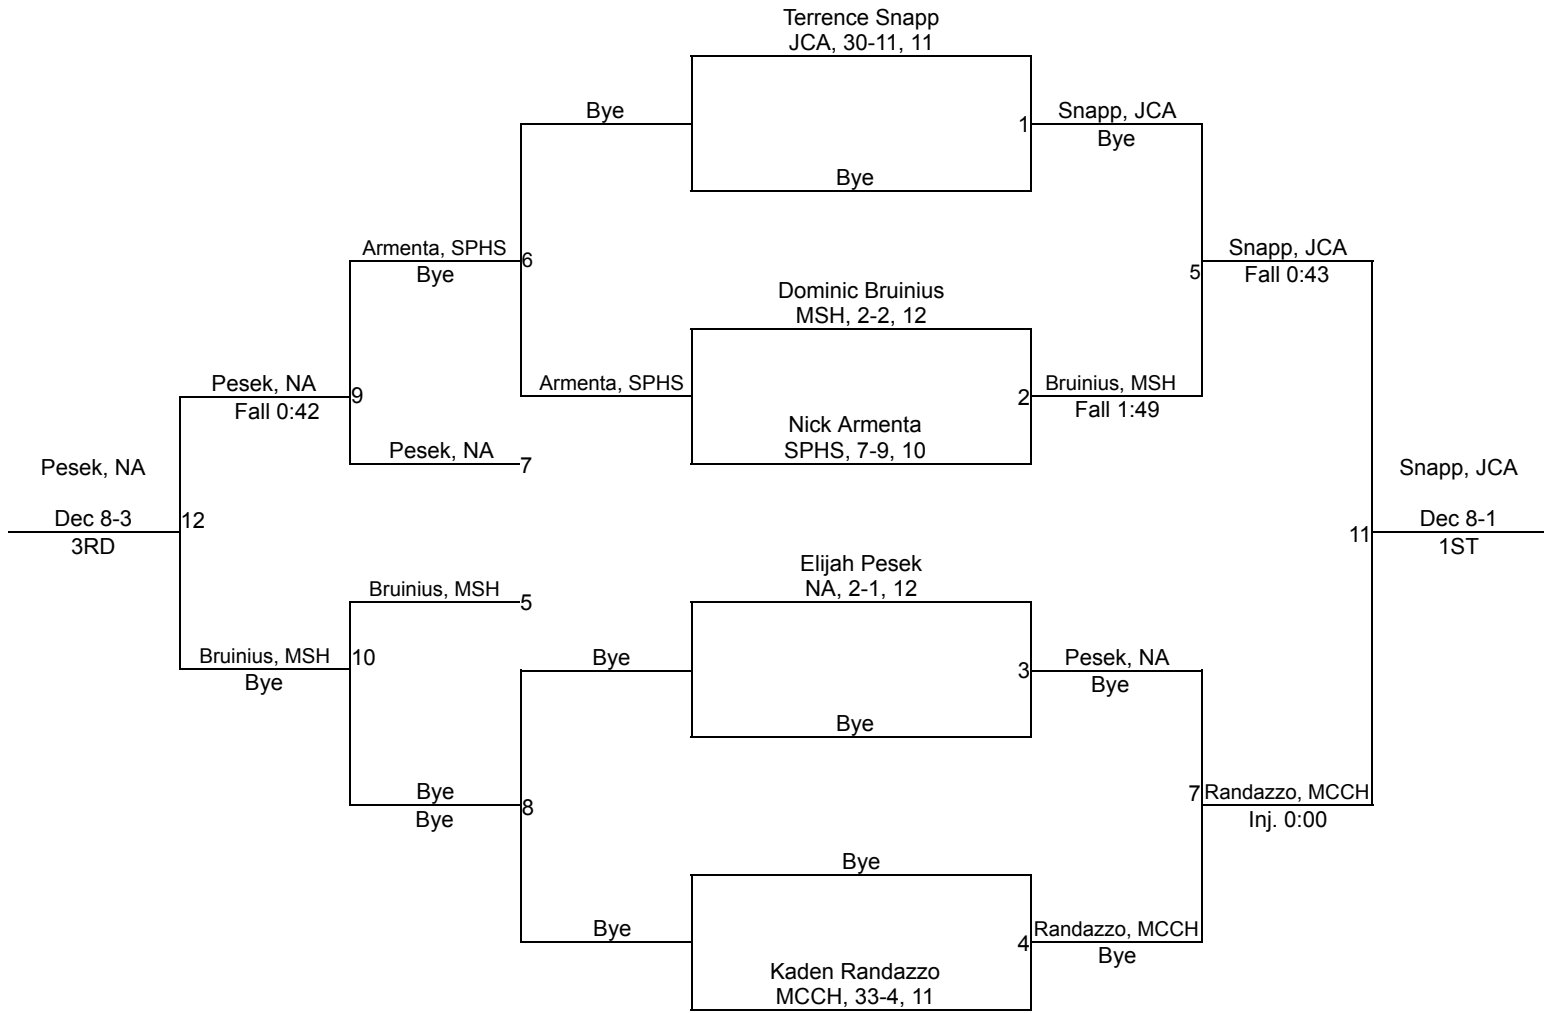 Terrence Snapp
JCA, 30-11, 11
Bye
1
Snapp, JCA
Bye
Bye
Armenta, SPHS
Bye
6
Snapp, JCA
Fall 0:43
5
Dominic Bruinius
MSH, 2-2, 12
Pesek, NA
Fall 0:42
9
Armenta, SPHS
2
Bruinius, MSH
Fall 1:49
Nick Armenta
SPHS, 7-9, 10
Pesek, NA
7
Pesek, NA
Dec 8-3
3RD
12
Snapp, JCA
11
Dec 8-1
1ST
Elijah Pesek
NA, 2-1, 12
Bruinius, MSH
5
Bruinius, MSH
Bye
10
Bye
3
Pesek, NA
Bye
Bye
Bye
Bye
8
7
Randazzo, MCCH
Inj. 0:00
Bye
Bye
4
Randazzo, MCCH
Bye
Kaden Randazzo
MCCH, 33-4, 11